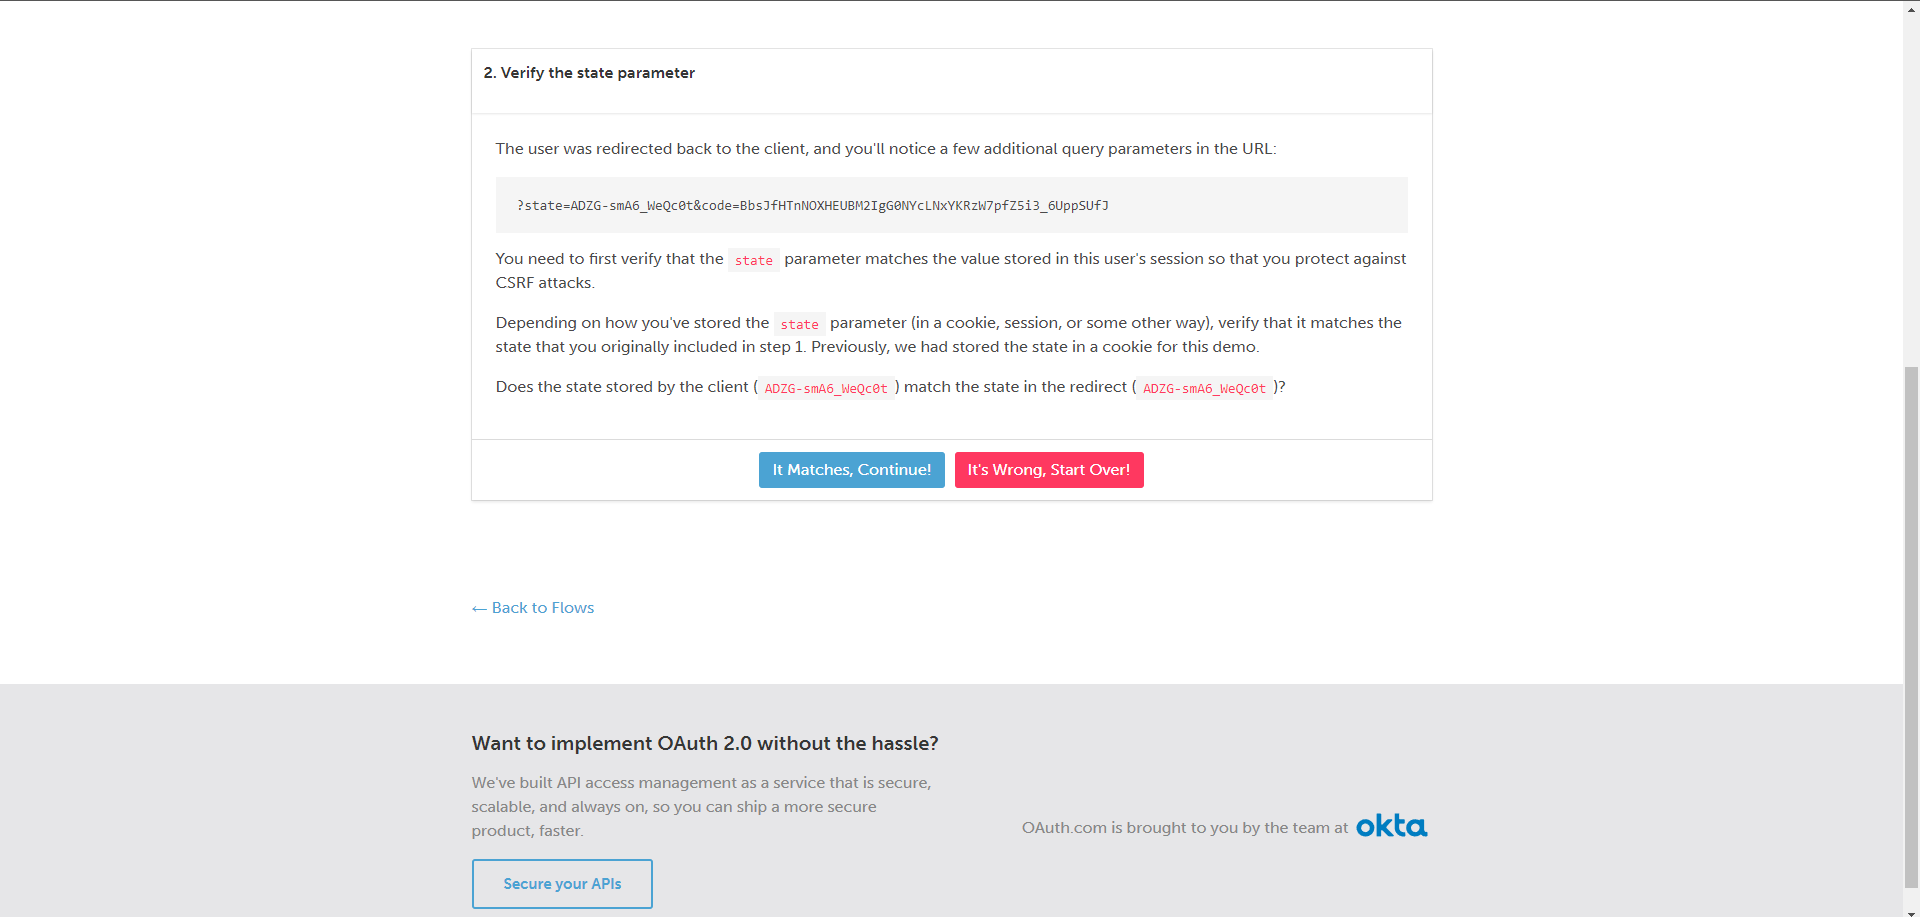 2. Verify the state parameter
The user was redirected back to the client, and you'll notice a few additional query parameters in the URL:
?state=ADZG-smA6_WeQc0t&code=BbsJfHTnNOXHEUBM2IgG0NYcLNxYKRzW7pfZ5i3_6UppSUfJ
You need to first verify that the state parameter matches the value stored in this user's session so that you protect against
CSRF attacks.
Depending on how you've stored the state parameter (in a cookie, session, or some other way), verify that it matches the
state that you originally included in step 1. Previously, we had stored the state in a cookie for this demo.
Does the state stored by the client ( ADZG-smA6_WeQc0t ) match the state in the redirect ( ADZG-smA6_WeQc0t )?
It Matches, Continue! It's Wrong, Start Over!
← Back to Flows
Want to implement OAuth 2.0 without the hassle?
We've built API access management as a service that is secure,
scalable, and always on, so you can ship a more secure
product, faster.
OAuth.com is brought to you by the team at okta
Secure your APIs